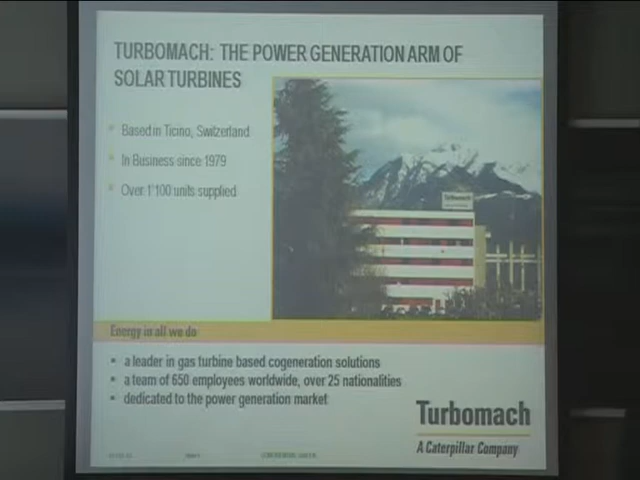 TURBOMACH: THE POWER GENERATION ARM OF
SOLAR TURBINES
Based in Ticino, Switzerland
In Business since 1979
Over 1'100 units supplied
Turbomach
Energy in all we do
a leader in gas turbine based cogeneration solutions
a team of 650 employees worldwide, over 25 nationalities
dedicated to the power generation market
Turbomach
A Caterpillar Company